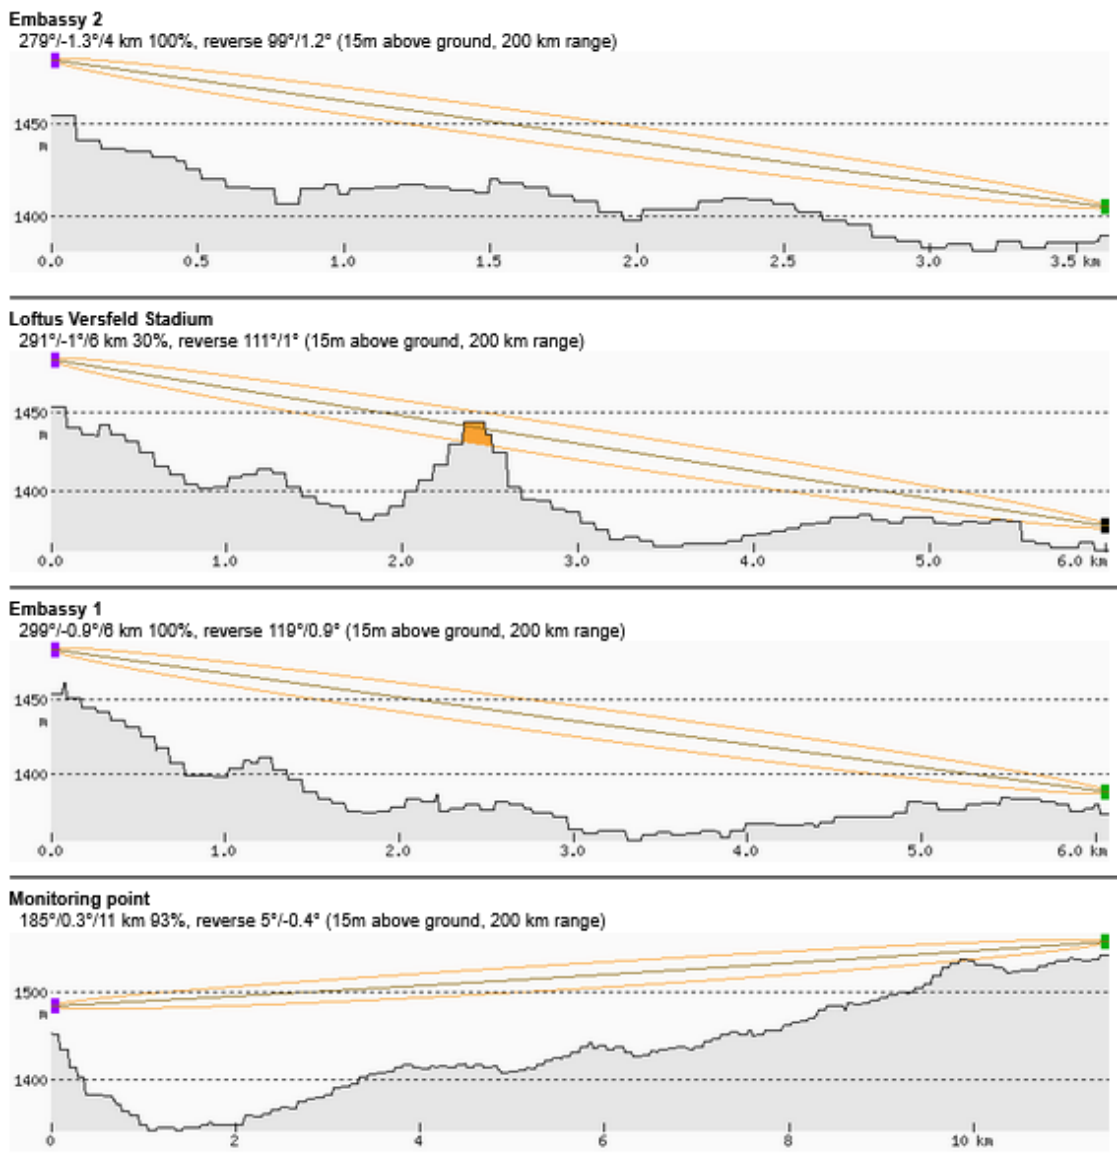 Embassy 2
279°/-1.3°/4 km 100%, reverse 99°/1.2° (15m above ground, 200 km range)
1450
m
1400
0.0 0.5 1.0 1.5 2.0 2.5 3.0 3.5 km
Loftus Versfeld Stadium
291°/-1°/6 km 30%, reverse 111°/1° (15m above ground, 200 km range)
1450
m
1400
0.0 1.0 2.0 3.0 4.0 5.0 6.0 km
Embassy 1
299°/-0.9°/6 km 100%, reverse 119°/0.9° (15m above ground, 200 km range)
1450
m
1400
0.0 1.0 2.0 3.0 4.0 5.0 6.0 km
Monitoring point
185°/0.3°/11 km 93%, reverse 5°/-0.4° (15m above ground, 200 km range)
1500
m
1400
0 2 4 6 8 10 km